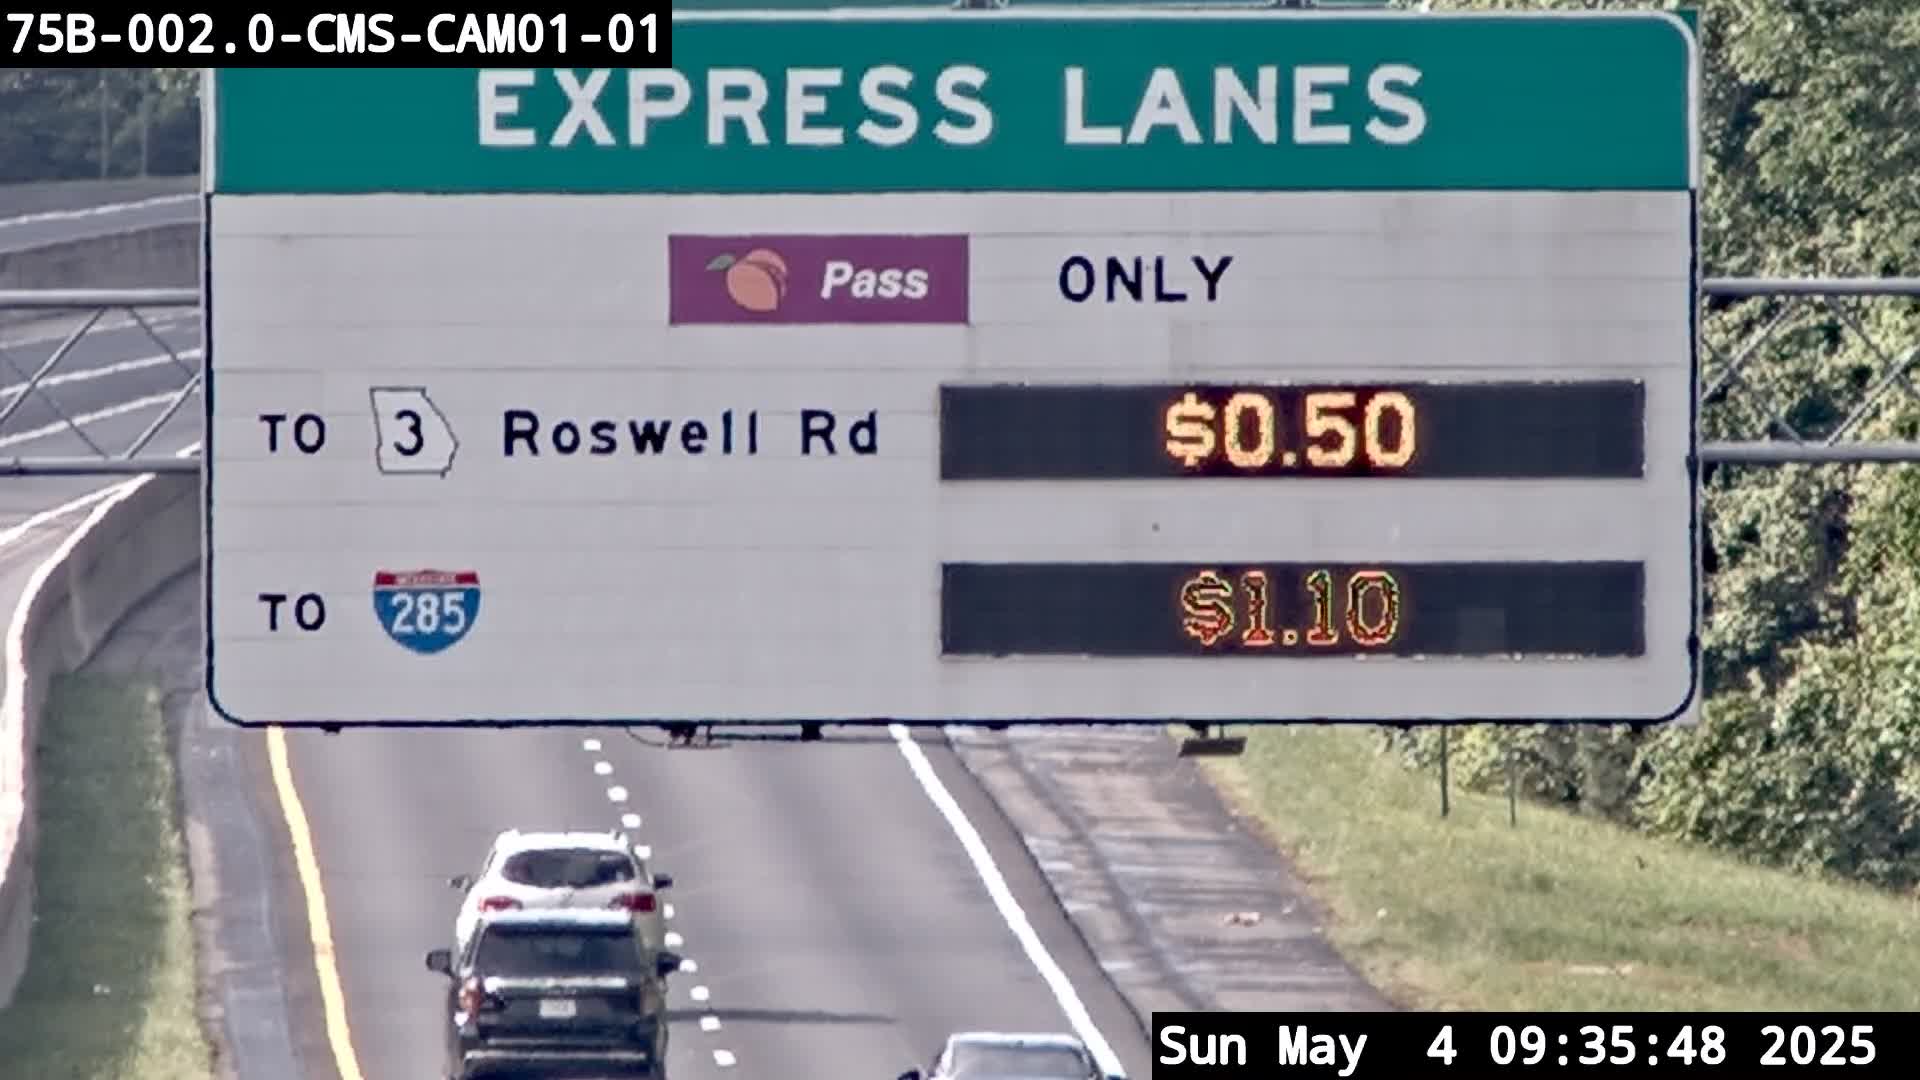 75B-002.0-CMS-CAM01-01
EXPRESS LANES
Pass ONLY
TO 3 Roswell Rd $0.50
TO 285 $1.10
Sun May 4 09:35:48 2025